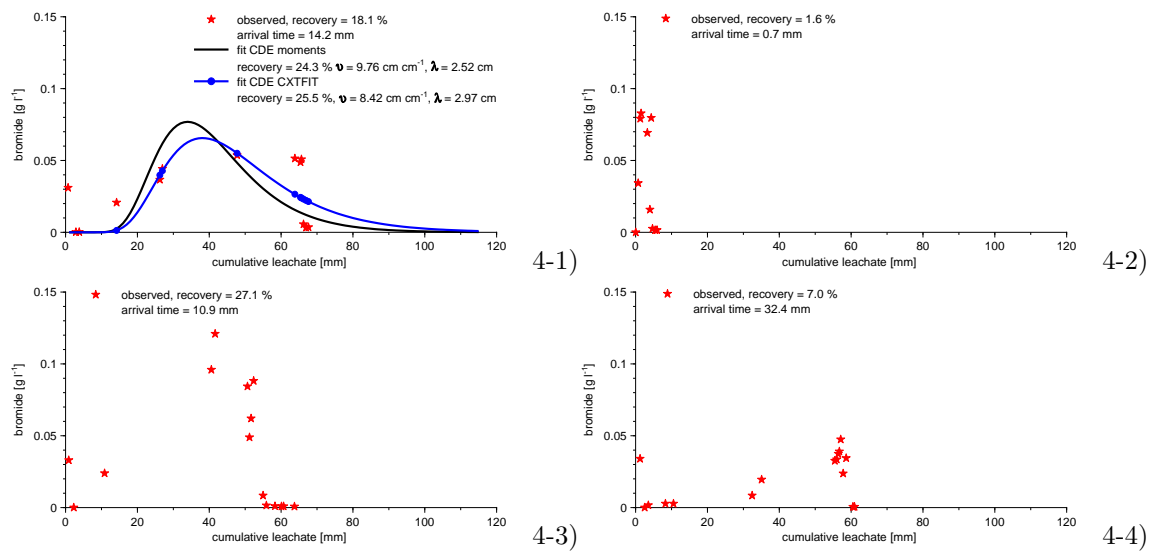 0.15
0.1
0.05
0
bromide [g l⁻¹]
observed, recovery = 18.1 %
arrival time = 14.2 mm
fit CDE moments
recovery = 24.3 % 𝛖 = 9.76 cm cm⁻¹, 𝛌 = 2.52 cm
fit CDE CXTFIT
recovery = 25.5 %, 𝛖 = 8.42 cm cm⁻¹, 𝛌 = 2.97 cm
0 20 40 60 80 100 120
cumulative leachate [mm]
4-1)
0.15
0.1
0.05
0
bromide [g l⁻¹]
observed, recovery = 1.6 %
arrival time = 0.7 mm
0 20 40 60 80 100 120
cumulative leachate [mm]
4-2)
0.15
0.1
0.05
0
bromide [g l⁻¹]
observed, recovery = 27.1 %
arrival time = 10.9 mm
0 20 40 60 80 100 120
cumulative leachate [mm]
4-3)
0.15
0.1
0.05
0
bromide [g l⁻¹]
observed, recovery = 7.0 %
arrival time = 32.4 mm
0 20 40 60 80 100 120
cumulative leachate [mm]
4-4)